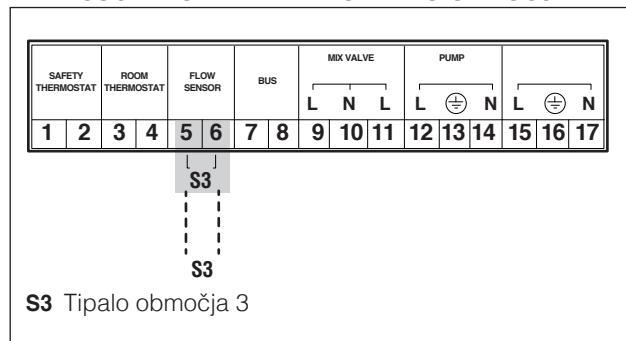 SAFETY THERMOSTAT ROOM THERMOSTAT FLOW SENSOR BUS MIX VALVE PUMP
L N L L N L N
1 2 3 4 5 6 7 8 9 10 11 12 13 14 15 16 17
S3
S3
S3 Tipalo območja 3